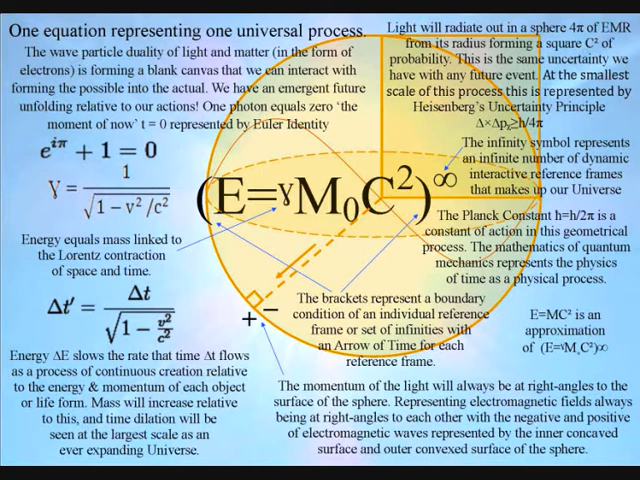 One equation representing one universal process.
The wave particle duality of light and matter (in the form of
electrons) is forming a blank canvas that we can interact with
forming the possible into the actual. We have an emergent future
unfolding relative to our actions! One photon equals zero ‘the
moment of now’ t = 0 represented by Euler Identity
e^{iπ} + 1 = 0
γ = 1 / √(1 − v²/c²)
Energy equals mass linked to
the Lorentz contraction
of space and time.
Δt′ = Δt / √(1 − v²/c²)
Energy ΔE slows the rate that time Δt flows
as a process of continuous creation relative
to the energy & momentum of each object
or life form. Mass will increase relative
to this, and time dilation will be
seen at the largest scale as an
ever expanding Universe.
(E=γM₀C²)∞
+ −
Light will radiate out in a sphere 4π of EMR
from its radius forming a square C² of
probability. This is the same uncertainty we
have with any future event. At the smallest
scale of this process this is represented by
Heisenberg's Uncertainty Principle
Δ×Δpₓ≥h/4π
The infinity symbol represents
an infinite number of dynamic
interactive reference frames
that makes up our Universe
The Planck Constant h=h/2π is a
constant of action in this geometrical
process. The mathematics of quantum
mechanics represents the physics
of time as a physical process.
The brackets represent a boundary
condition of an individual reference
frame or set of infinities with
an Arrow of Time for each
reference frame.
E=MC² is an
approximation
of (E=γM₀C²)∞
The momentum of the light will always be at right-angles to the
surface of the sphere. Representing electromagnetic fields always
being at right-angles to each other with the negative and positive
of electromagnetic waves represented by the inner concaved
surface and outer convexed surface of the sphere.